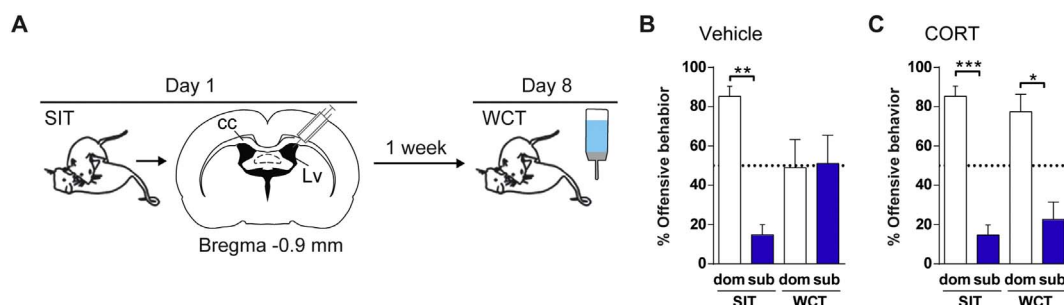 A
Day 1
Day 8
SIT
cc
Lv
Bregma -0.9 mm
1 week
WCT
B
Vehicle
% Offensive behabior
100
80
60
40
20
0
**
dom sub dom sub
SIT WCT
C
CORT
% Offensive behavior
100
80
60
40
20
0
***
*
dom sub dom sub
SIT WCT